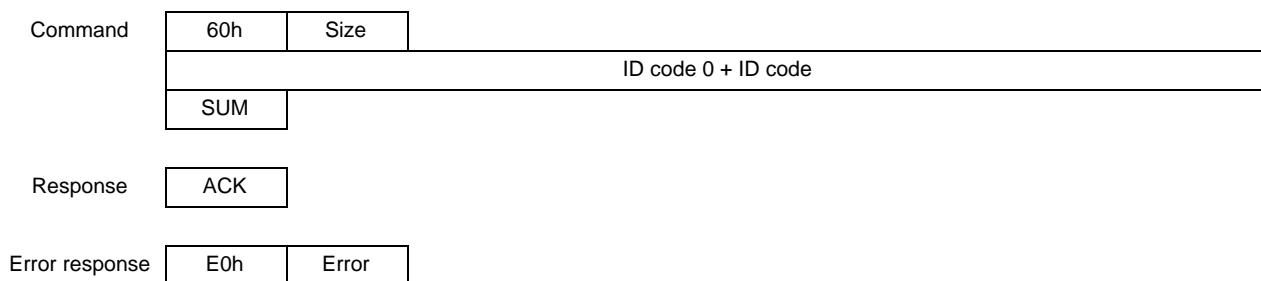 Command 60h Size
ID code 0 + ID code
SUM
Response ACK
Error response E0h Error